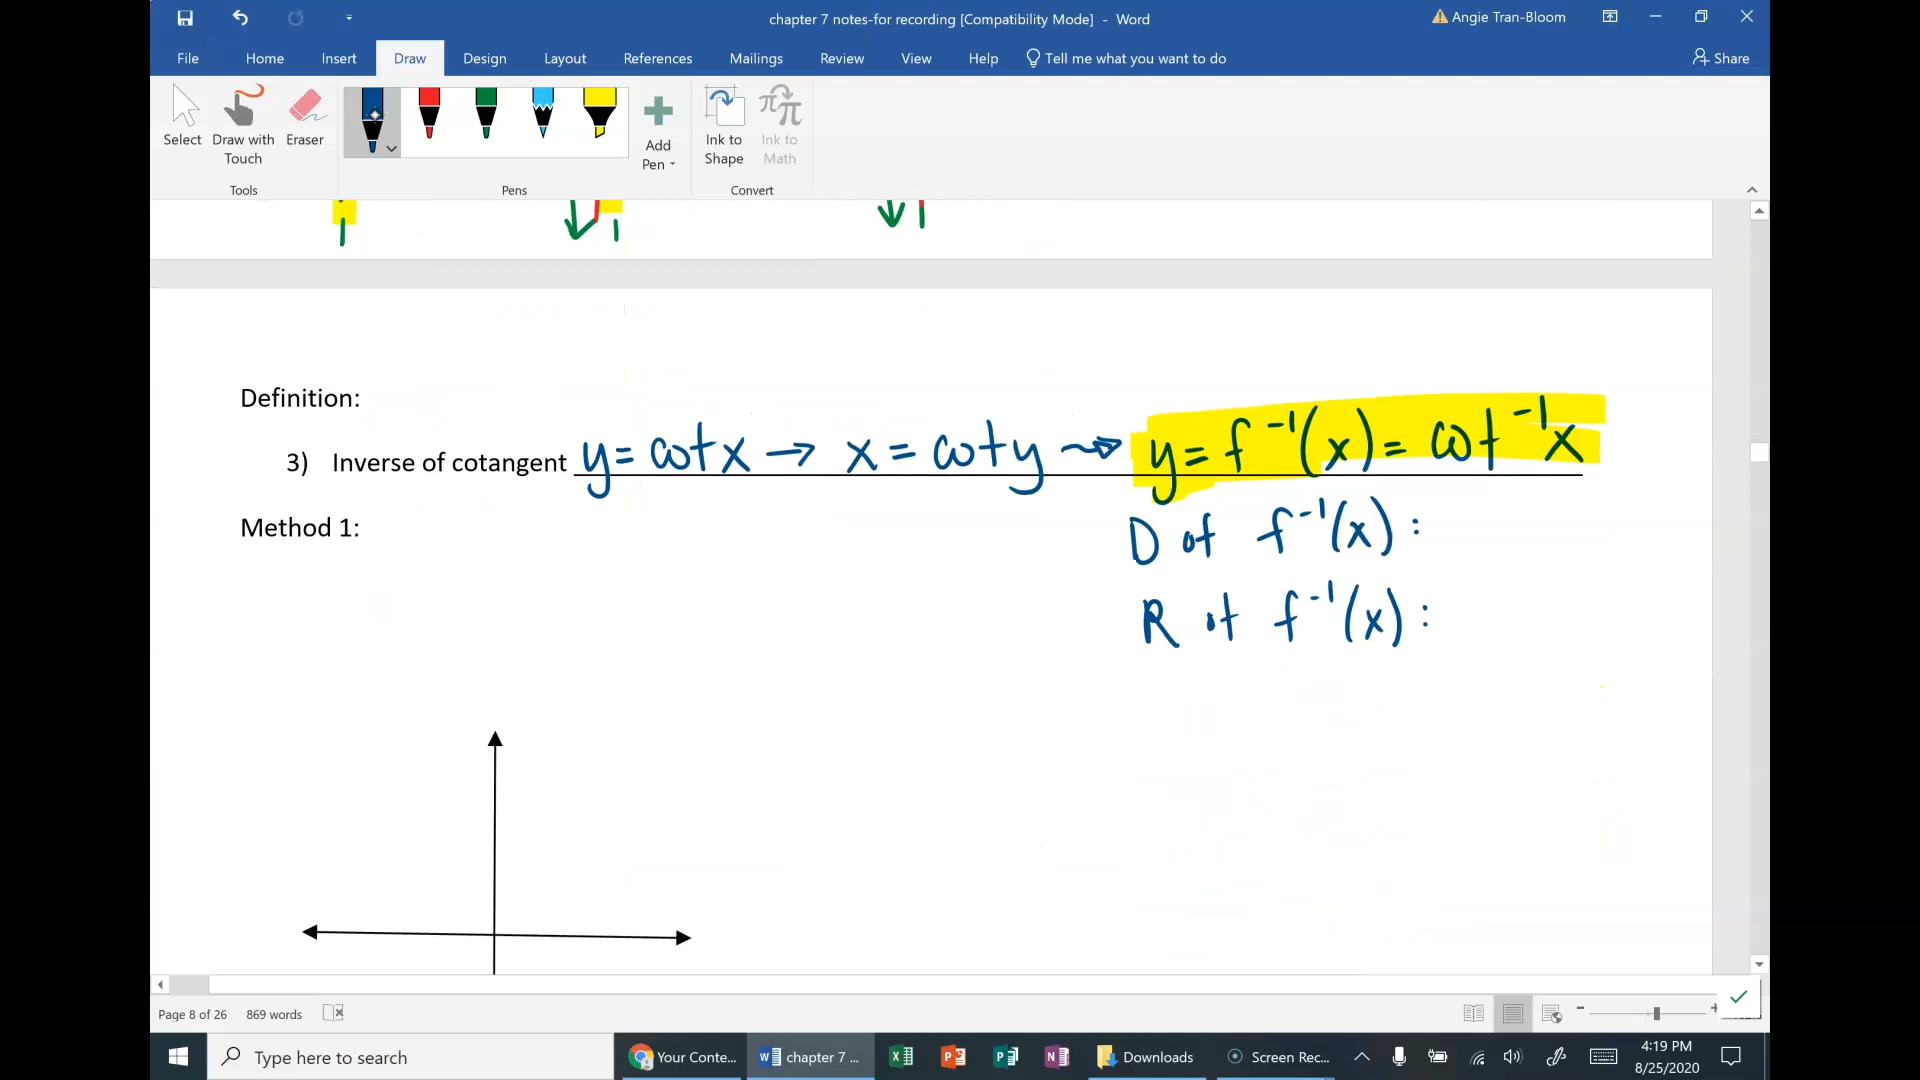 chapter 7 notes-for recording [Compatibility Mode] - Word
Angie Tran-Bloom
File Home Insert Draw Design Layout References Mailings Review View Help Tell me what you want to do Share
Select Draw with Touch Eraser Add Pen Ink to Shape Ink to Math
Tools Pens Convert
1 1 1
Definition:
3) Inverse of cotangent y = cot x → x = cot y ⇝ y = f⁻¹(x) = cot⁻¹x
Method 1:
D of f⁻¹(x) :
R of f⁻¹(x) :
Page 8 of 26 869 words
Type here to search
Your Conte...
chapter 7 ...
Downloads
Screen Rec...
4:19 PM
8/25/2020